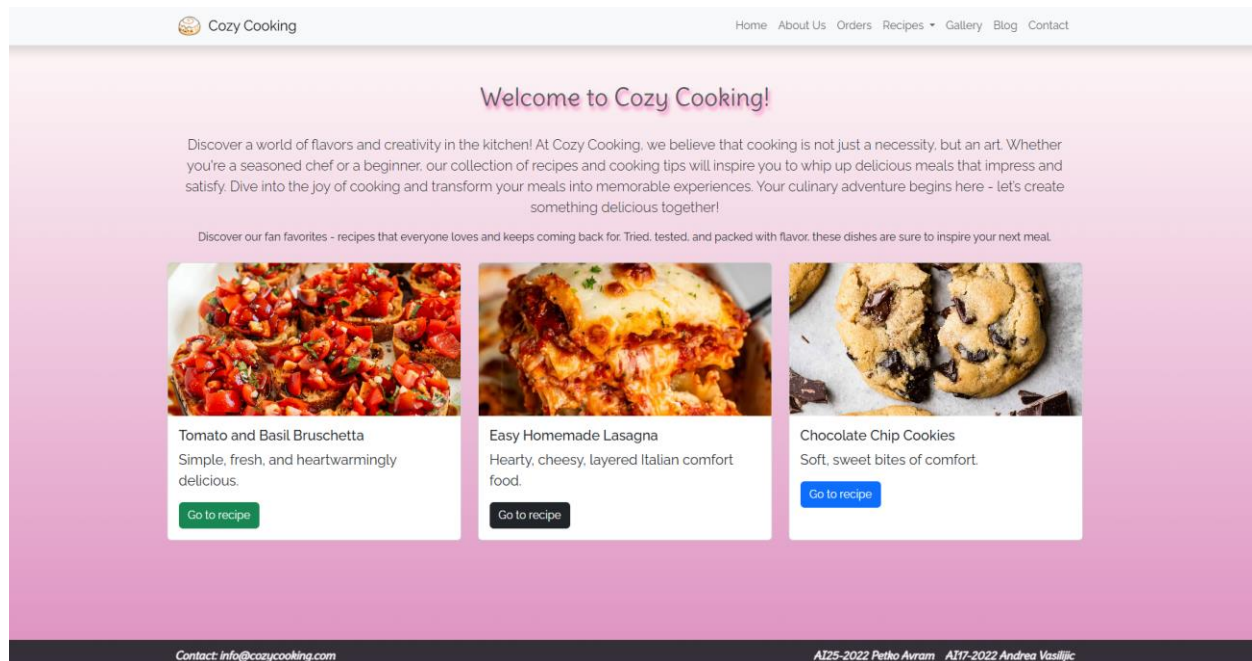 Cozy Cooking
Home About Us Orders Recipes Gallery Blog Contact
Welcome to Cozy Cooking!
Discover a world of flavors and creativity in the kitchen! At Cozy Cooking, we believe that cooking is not just a necessity, but an art. Whether
you're a seasoned chef or a beginner, our collection of recipes and cooking tips will inspire you to whip up delicious meals that impress and
satisfy. Dive into the joy of cooking and transform your meals into memorable experiences. Your culinary adventure begins here - let's create
something delicious together!
Discover our fan favorites - recipes that everyone loves and keeps coming back for. Tried, tested, and packed with flavor, these dishes are sure to inspire your next meal.
Tomato and Basil Bruschetta
Simple, fresh, and heartwarmingly
delicious.
Go to recipe
Easy Homemade Lasagna
Hearty, cheesy, layered Italian comfort
food.
Go to recipe
Chocolate Chip Cookies
Soft, sweet bites of comfort.
Go to recipe
Contact: info@cozycooking.com
AI25-2022 Petko Avram AI17-2022 Andrea Vasilijic